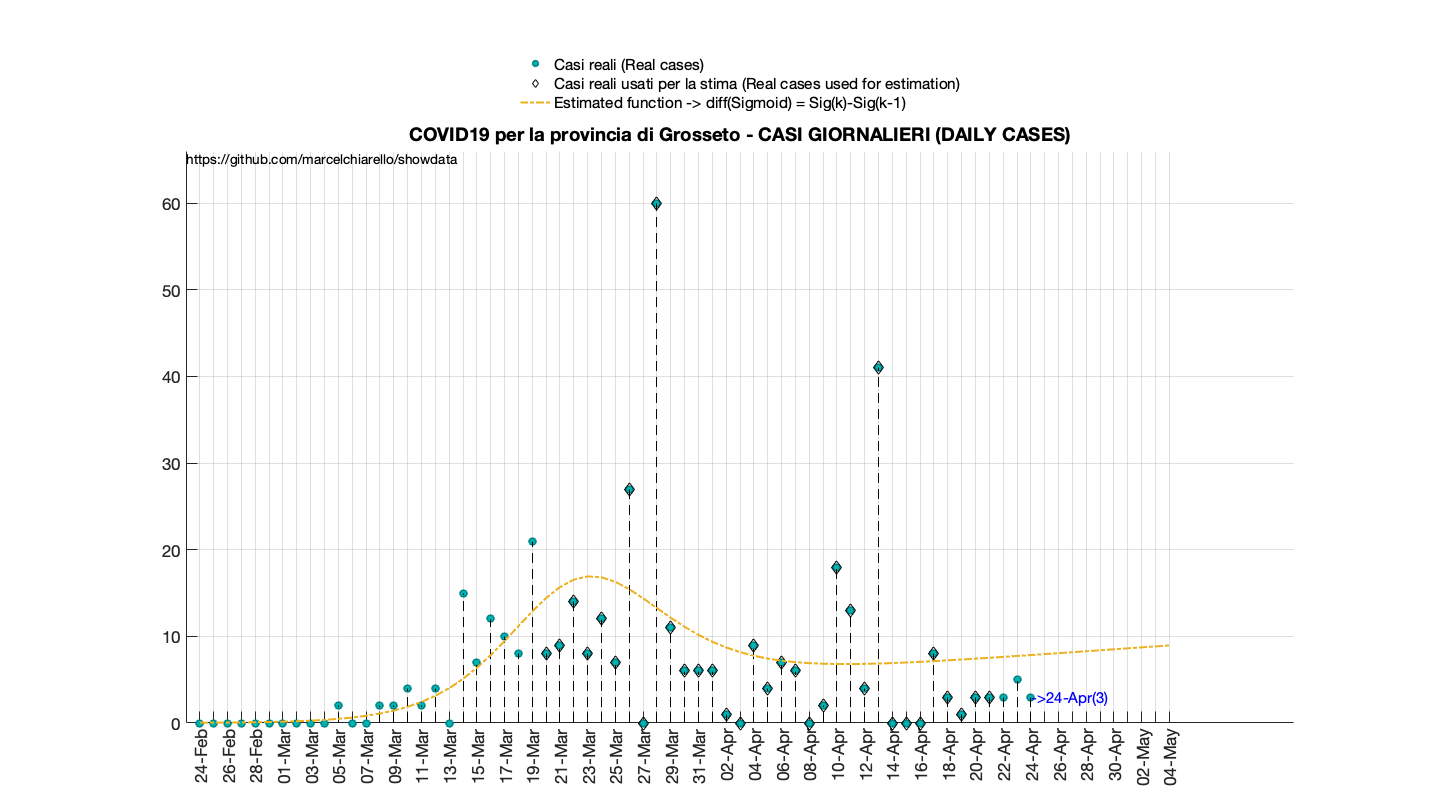 Casi reali (Real cases)
Casi reali usati per la stima (Real cases used for estimation)
Estimated function -> diff(Sigmoid) = Sig(k)-Sig(k-1)
COVID19 per la provincia di Grosseto - CASI GIORNALIERI (DAILY CASES)
https://github.com/marcelchiarello/showdata
60
50
40
30
20
10
0
->24-Apr(3)
24-Feb
26-Feb
28-Feb
01-Mar
03-Mar
05-Mar
07-Mar
09-Mar
11-Mar
13-Mar
15-Mar
17-Mar
19-Mar
21-Mar
23-Mar
25-Mar
27-Mar
29-Mar
31-Mar
02-Apr
04-Apr
06-Apr
08-Apr
10-Apr
12-Apr
14-Apr
16-Apr
18-Apr
20-Apr
22-Apr
24-Apr
26-Apr
28-Apr
30-Apr
02-May
04-May